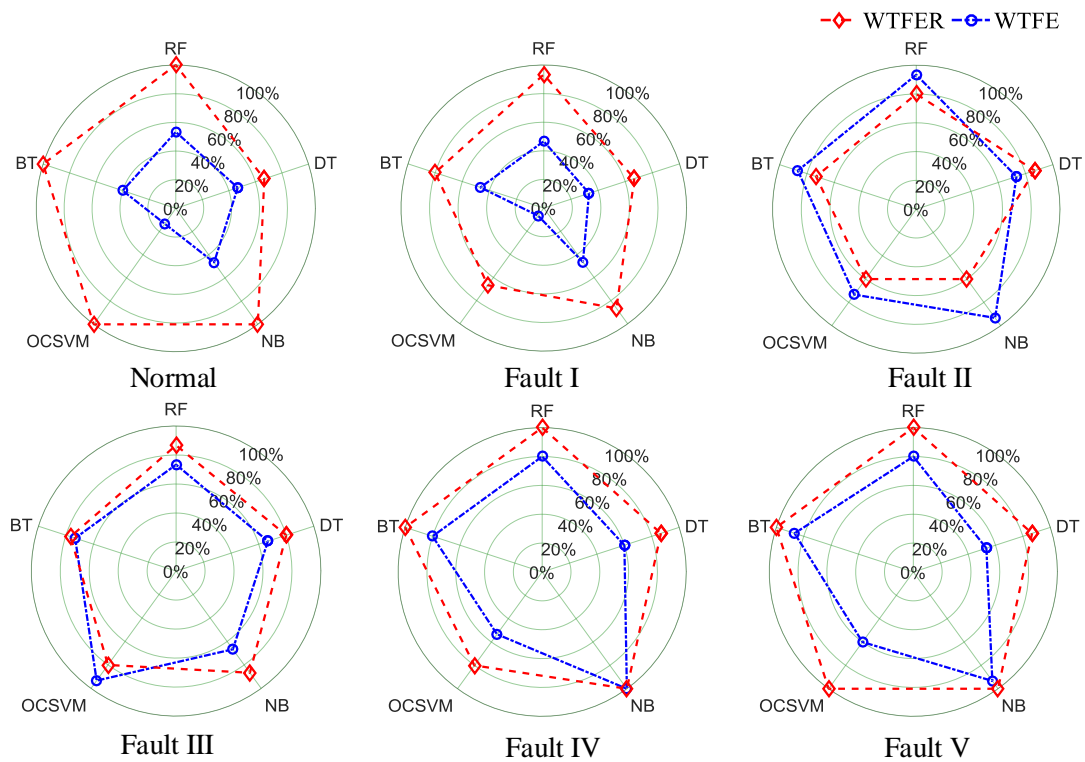 WTFER WTFE
RF
100%
80%
60%
40%
20%
0%
DT
NB
OCSVM
BT
Normal
RF
100%
80%
60%
40%
20%
0%
DT
NB
OCSVM
BT
Fault I
RF
100%
80%
60%
40%
20%
0%
DT
NB
OCSVM
BT
Fault II
RF
100%
80%
60%
40%
20%
0%
DT
NB
OCSVM
BT
Fault III
RF
100%
80%
60%
40%
20%
0%
DT
NB
OCSVM
BT
Fault IV
RF
100%
80%
60%
40%
20%
0%
DT
NB
OCSVM
BT
Fault V